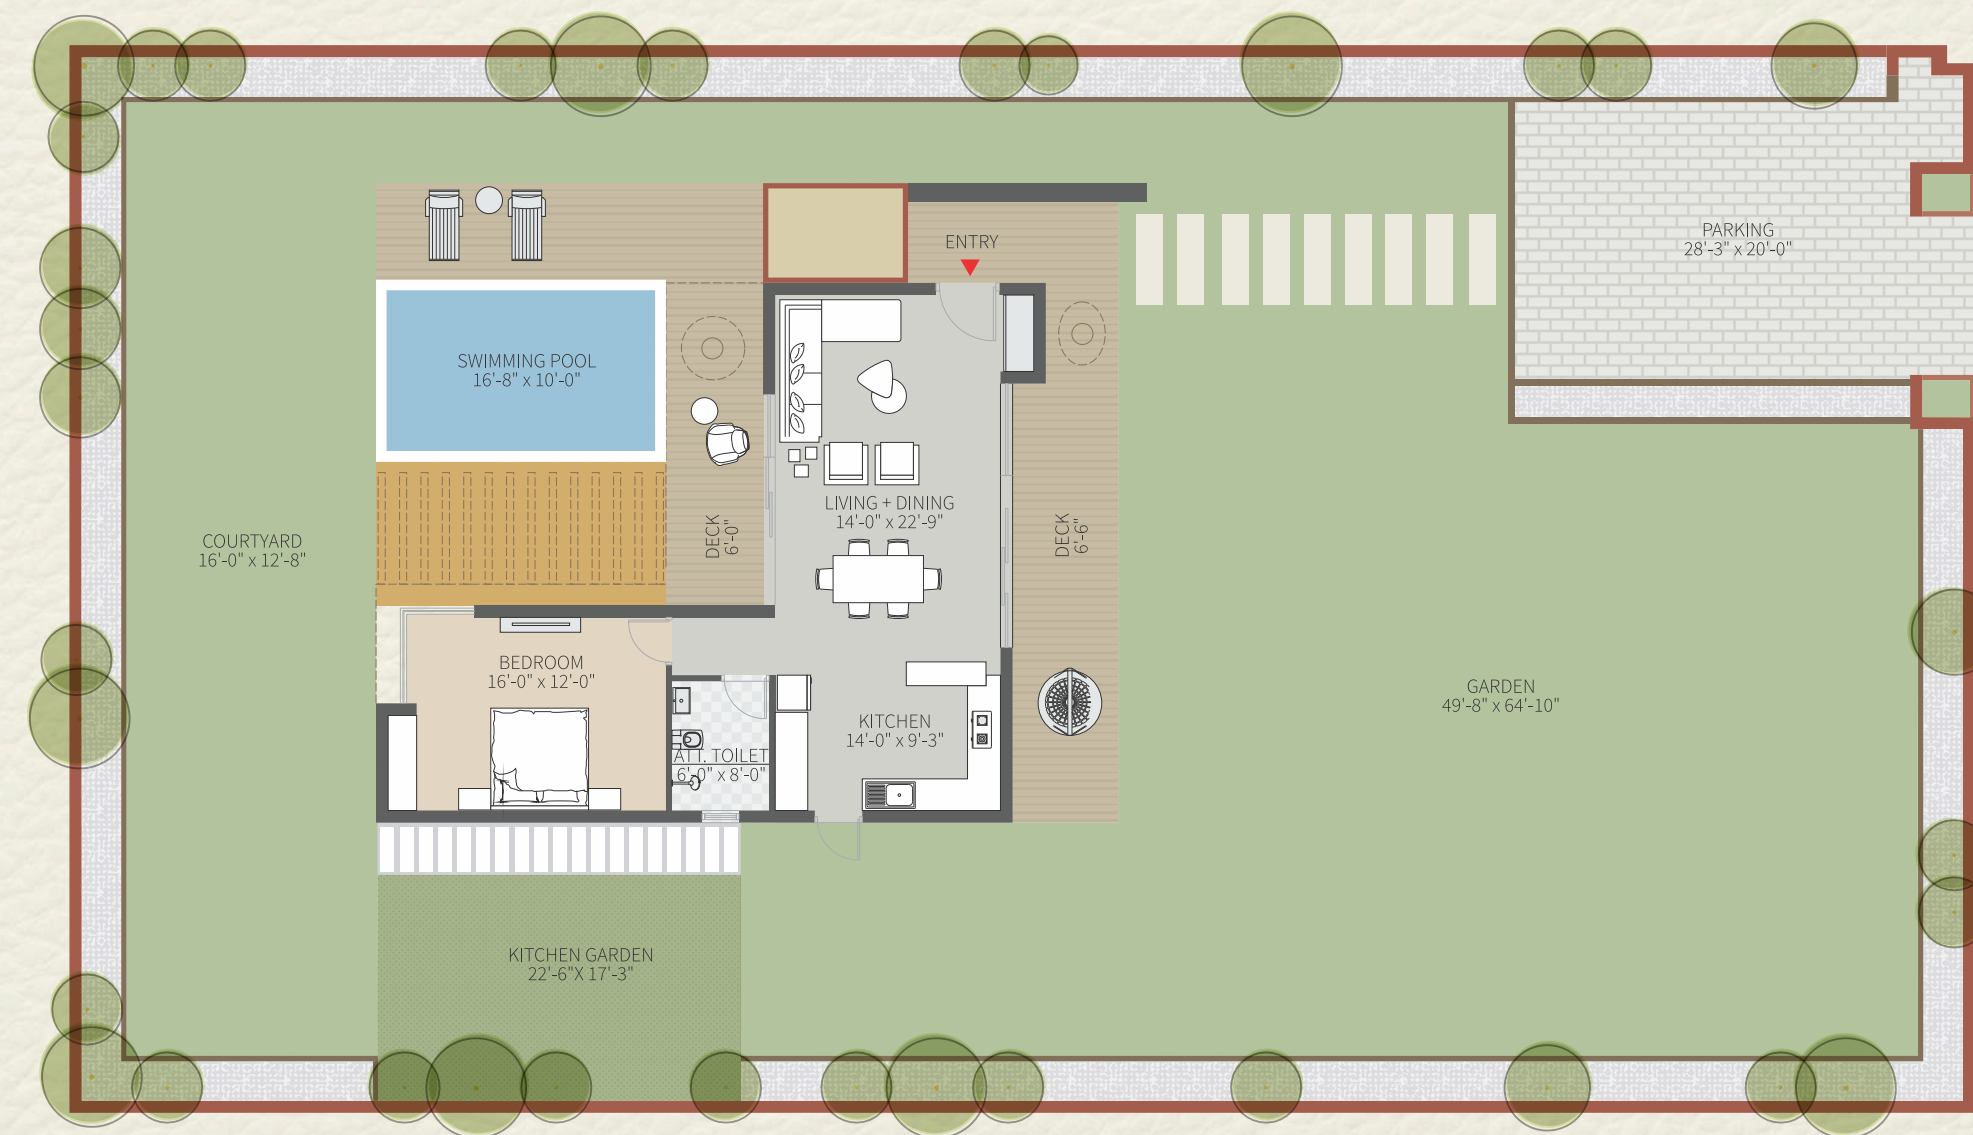 ENTRY
PARKING
28'-3" x 20'-0"
SWIMMING POOL
16'-8" x 10'-0"
LIVING + DINING
14'-0" x 22'-9"
DECK
6'-0"
DECK
6'-6"
COURTYARD
16'-0" x 12'-8"
BEDROOM
16'-0" x 12'-0"
GARDEN
49'-8" x 64'-10"
KITCHEN
14'-0" x 9'-3"
ATT. TOILET
6'-0" x 8'-0"
KITCHEN GARDEN
22'-6"X 17'-3"